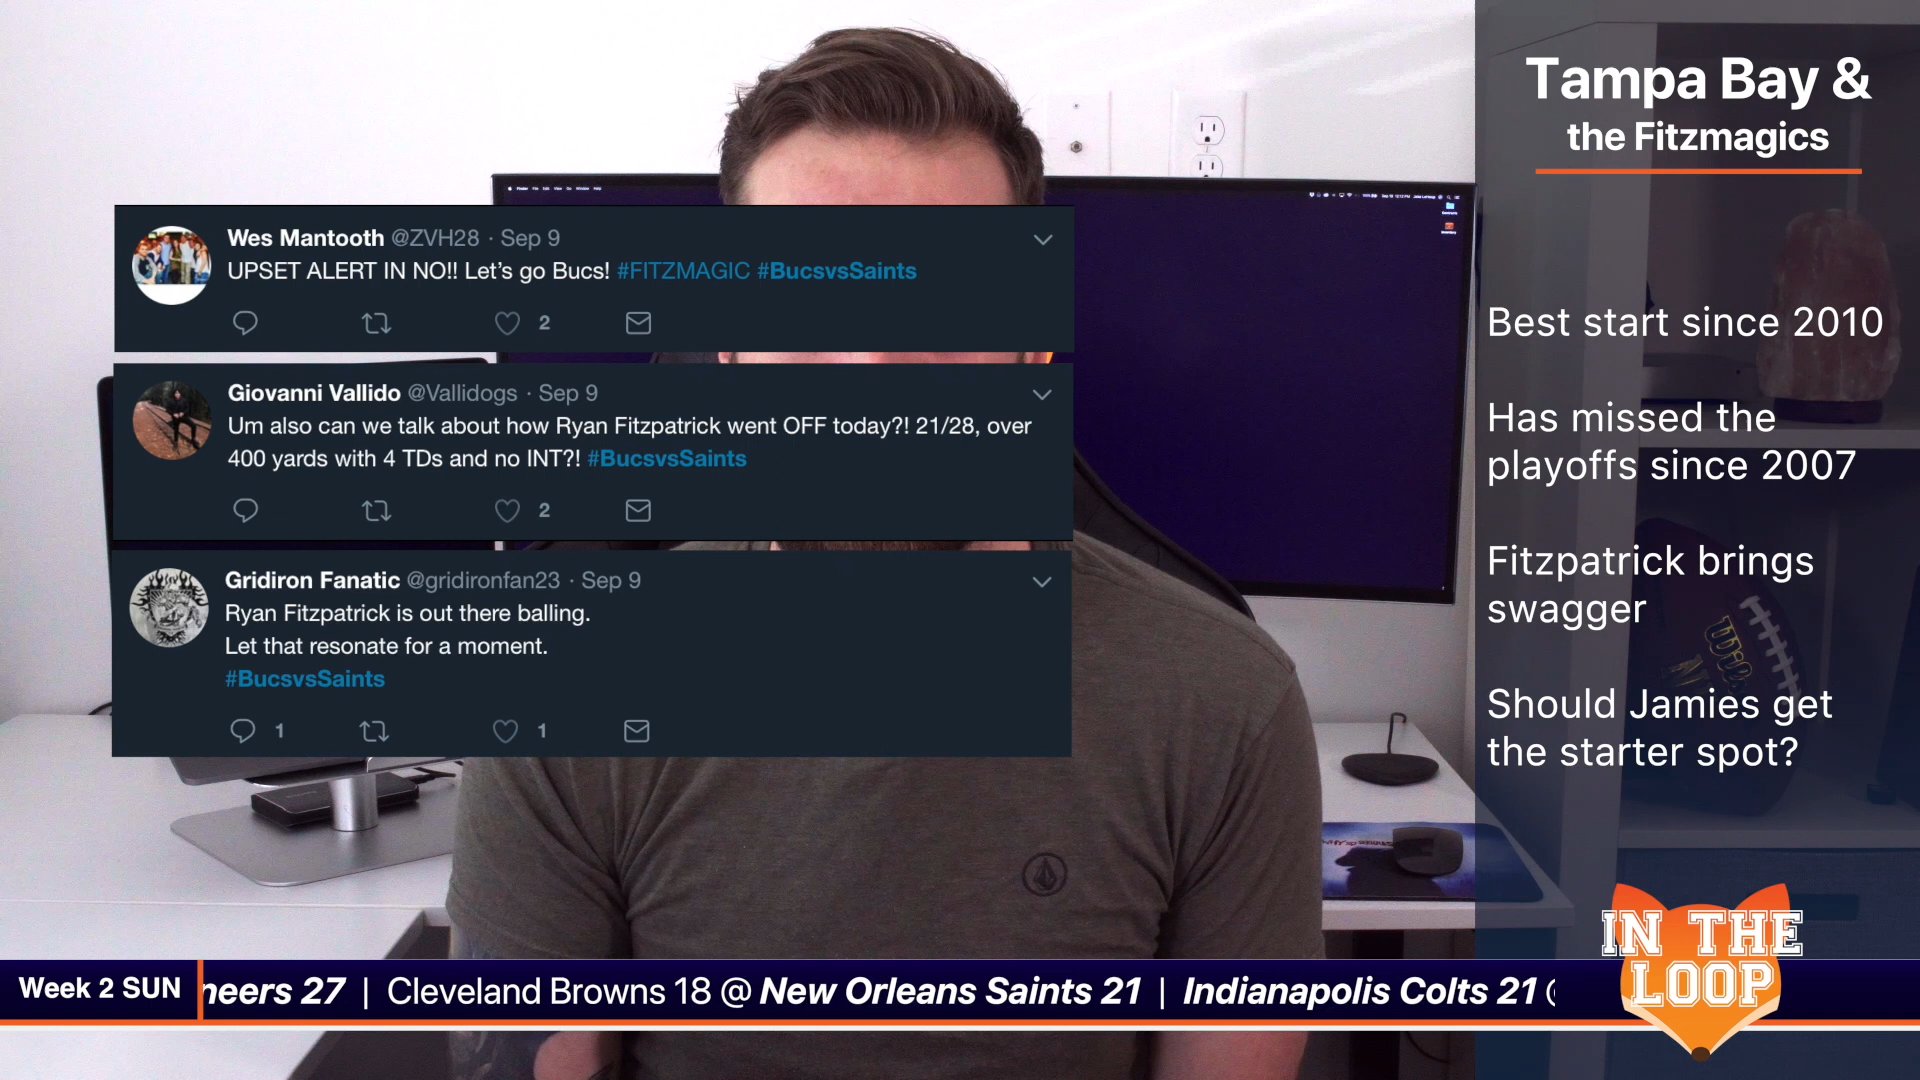 Tampa Bay &
the Fitzmagics
Wes Mantooth @ZVH28 · Sep 9
UPSET ALERT IN NO!! Let's go Bucs! #FITZMAGIC #BucsvsSaints
2
Giovanni Vallido @Vallidogs · Sep 9
Um also can we talk about how Ryan Fitzpatrick went OFF today?! 21/28, over
400 yards with 4 TDs and no INT?! #BucsvsSaints
2
Gridiron Fanatic @gridironfan23 · Sep 9
Ryan Fitzpatrick is out there balling.
Let that resonate for a moment.
#BucsvsSaints
1 1
Best start since 2010
Has missed the
playoffs since 2007
Fitzpatrick brings
swagger
Should Jamies get
the starter spot?
IN THE
LOOP
Week 2 SUN
neers 27 | Cleveland Browns 18 @ New Orleans Saints 21 | Indianapolis Colts 21